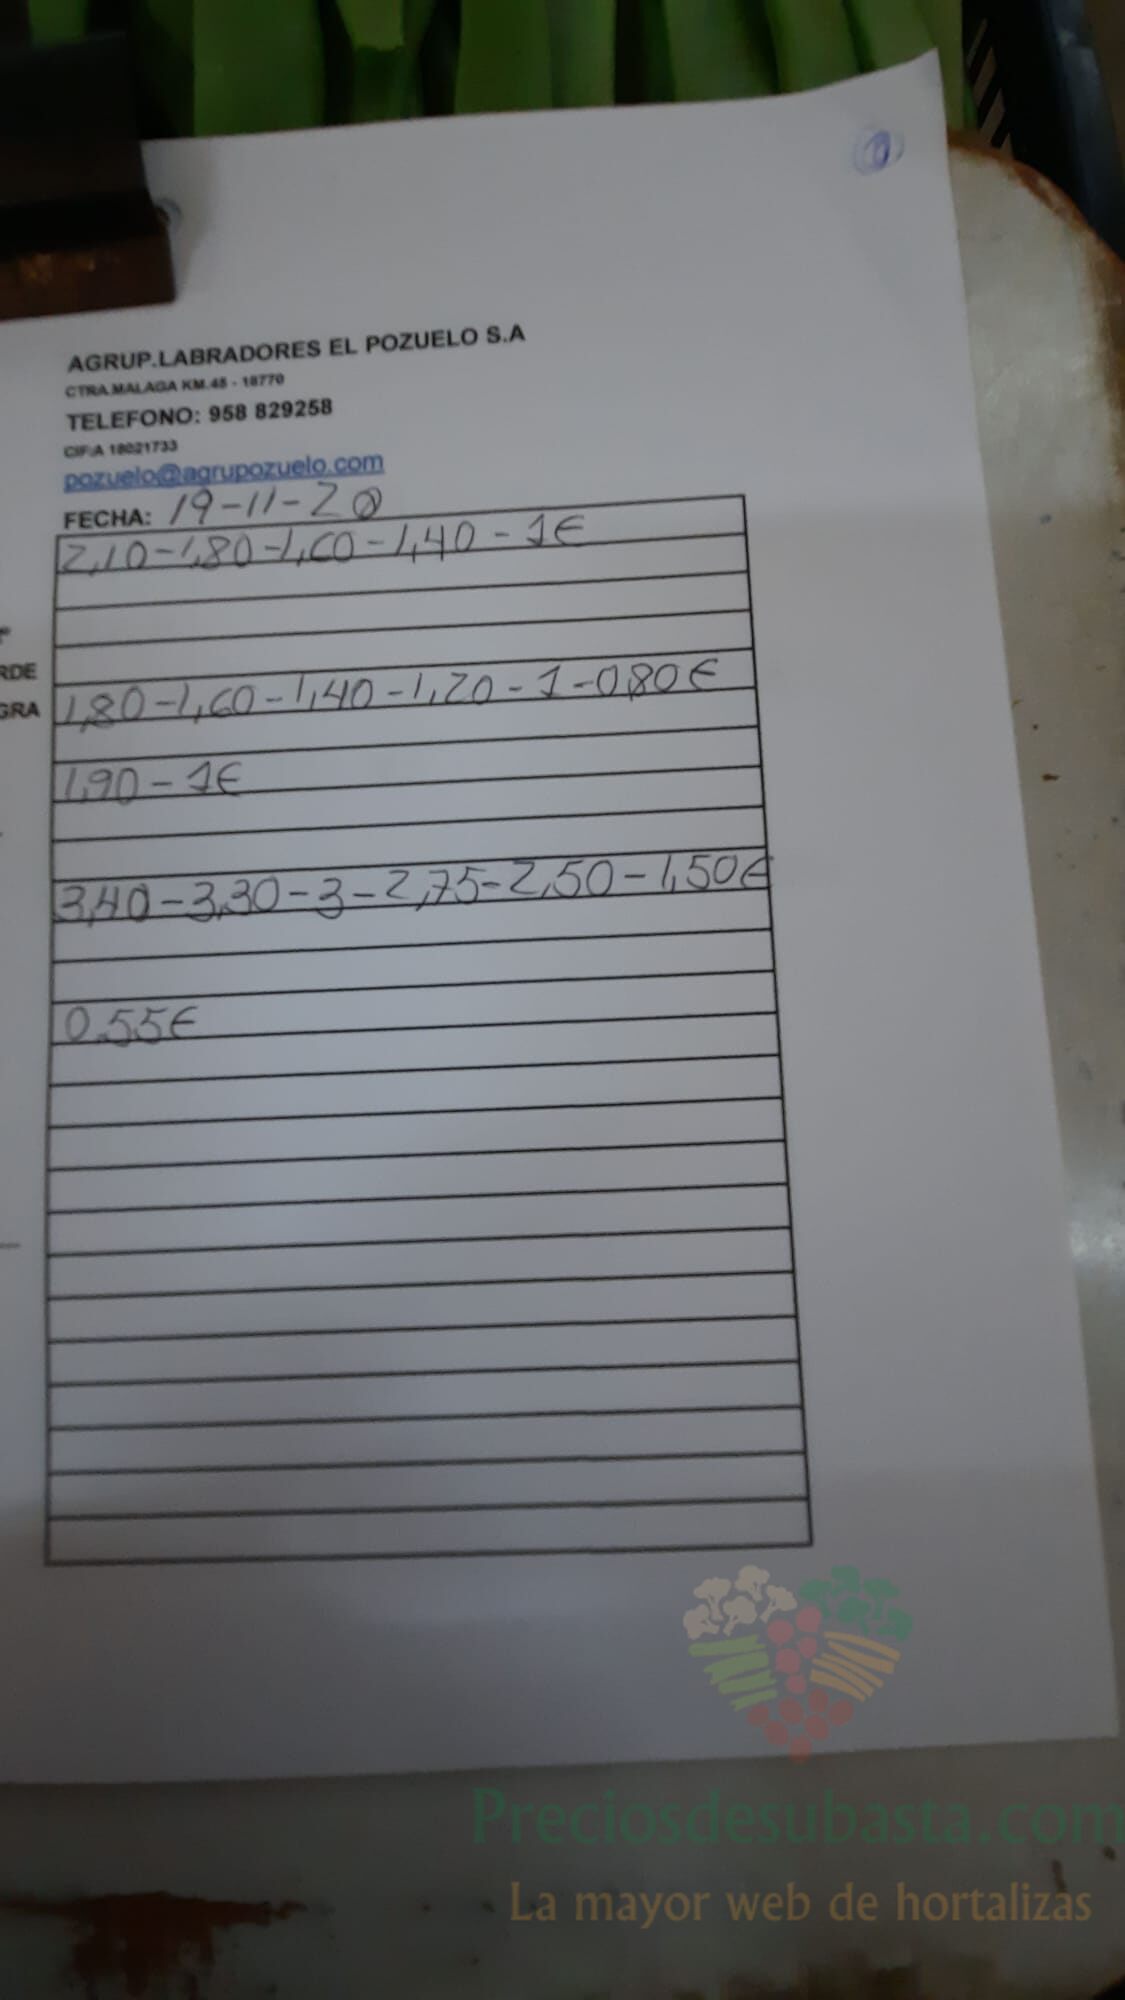 AGRUP.LABRADORES EL POZUELO S.A
CTRA.MALAGA KM.45 - 18770
TELEFONO: 958 829258
CIF:A 18021733
pozuelo@agrupozuelo.com
FECHA: 19-11-20
2,10-1,80-1,60-1,40-1€
RDE
GRA 1,80-1,60-1,40-1,20-1-0,80€
1,90-1€
3,40-3,30-3-2,75-2,50-1,50€
0.55€
Preciosdesubasta.com
La mayor web de hortalizas